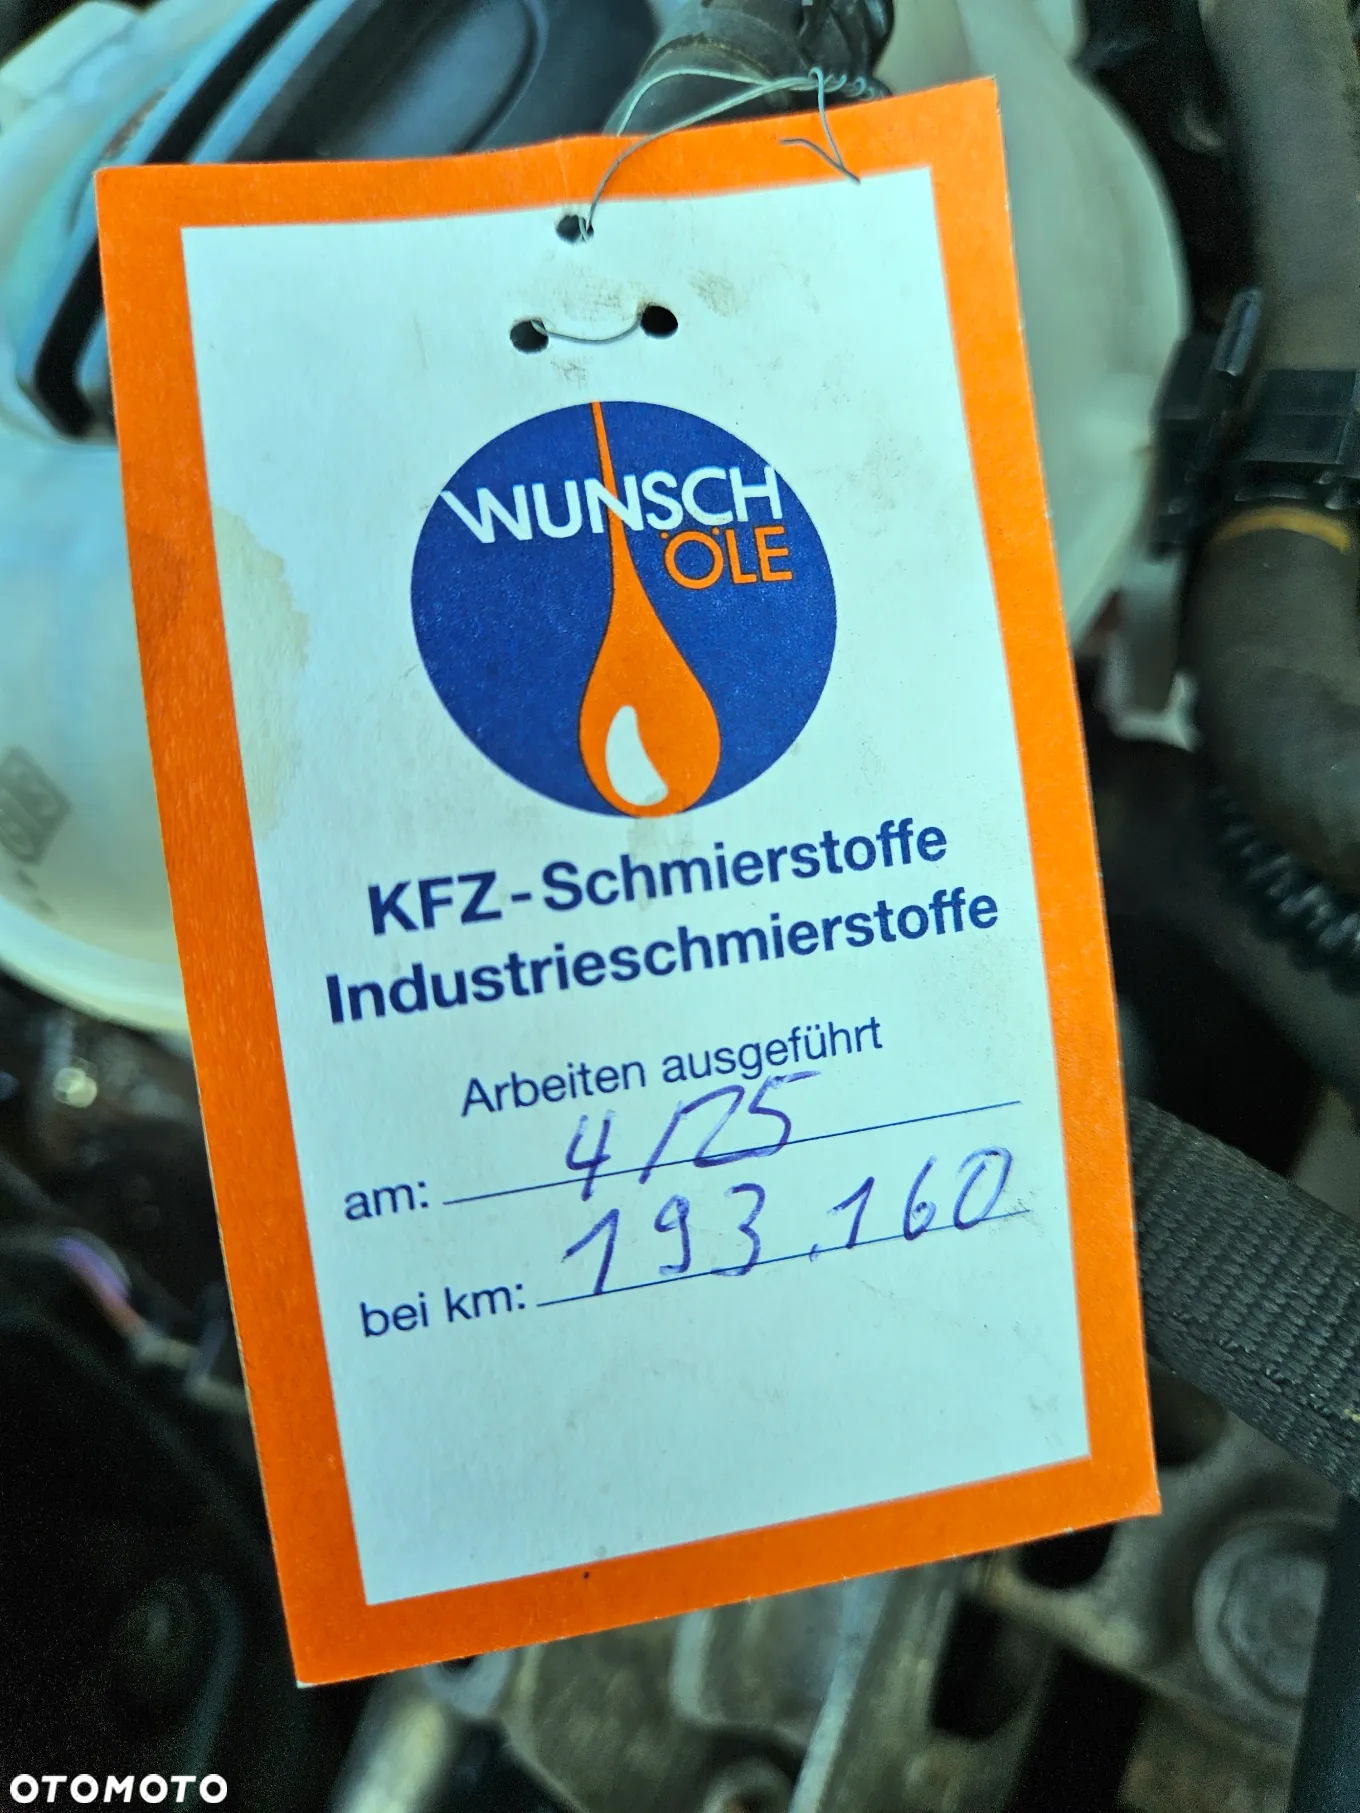 WUNSCH
ÖLE
KFZ-Schmierstoffe
Industrieschmierstoffe
Arbeiten ausgeführt
am: 4/25
bei km: 193.160
OTOMOTO